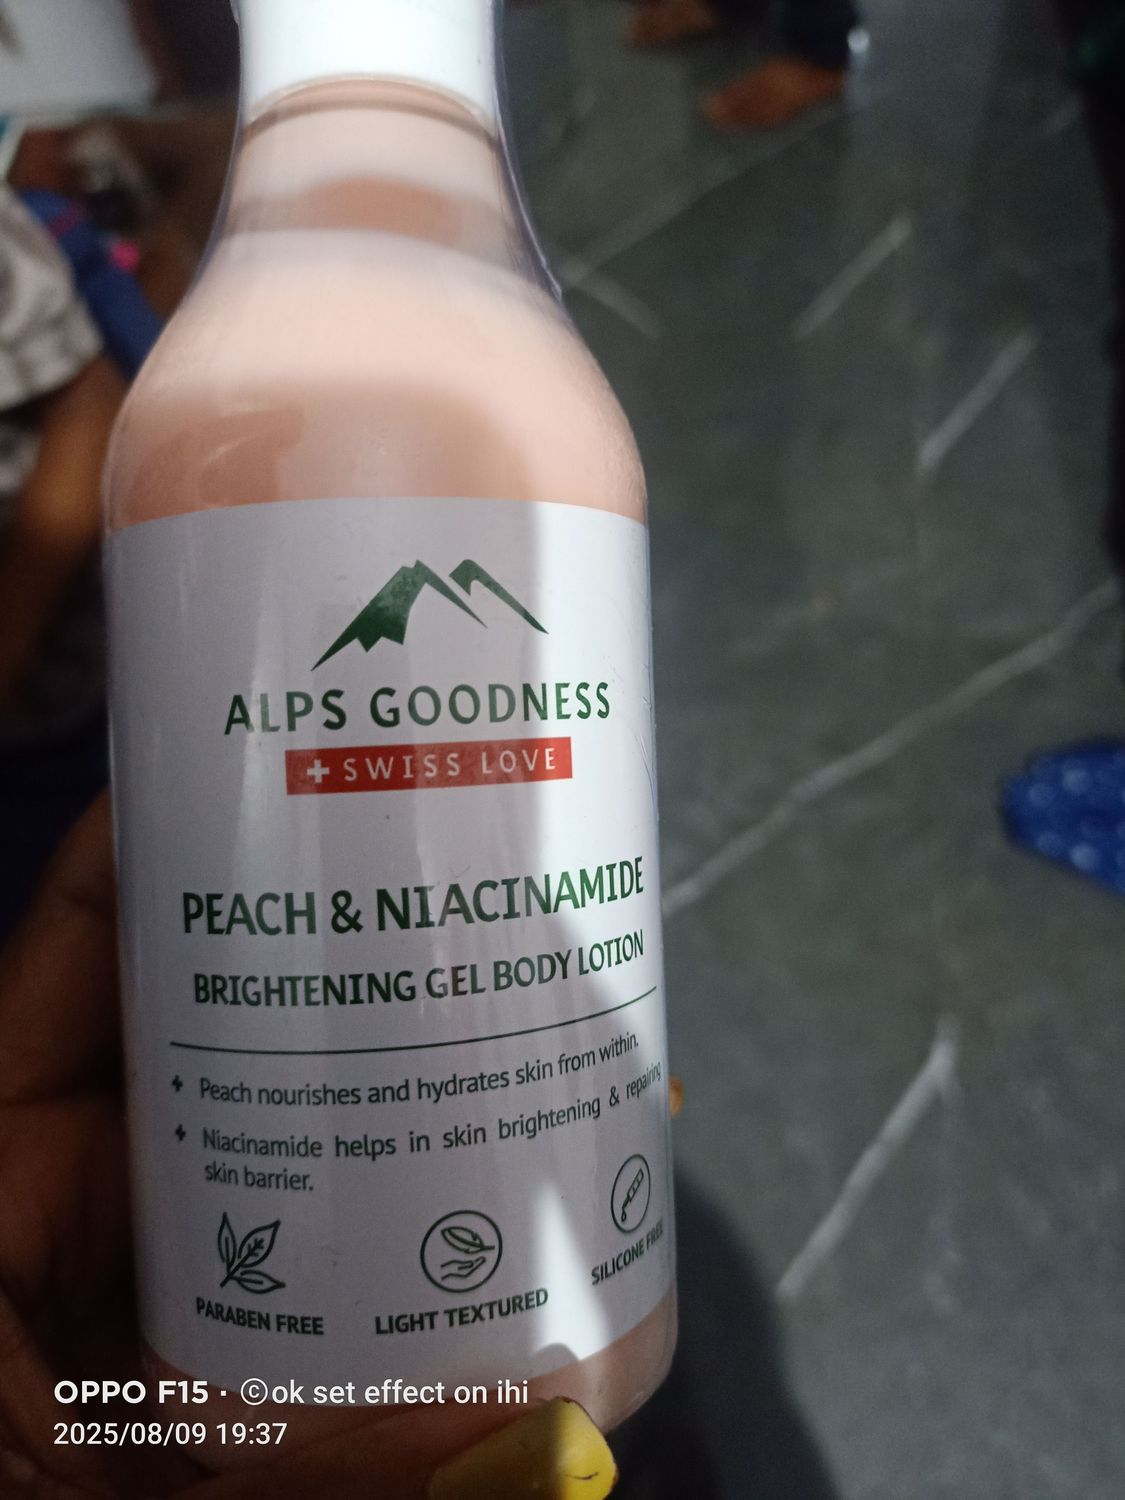 ALPS GOODNESS
+ SWISS LOVE
PEACH & NIACINAMIDE
BRIGHTENING GEL BODY LOTION
Peach nourishes and hydrates skin from within.
Niacinamide helps in skin brightening & repairing
skin barrier.
PARABEN FREE
LIGHT TEXTURED
SILICONE FREE
OPPO F15 · ©ok set effect on ihi
2025/08/09 19:37